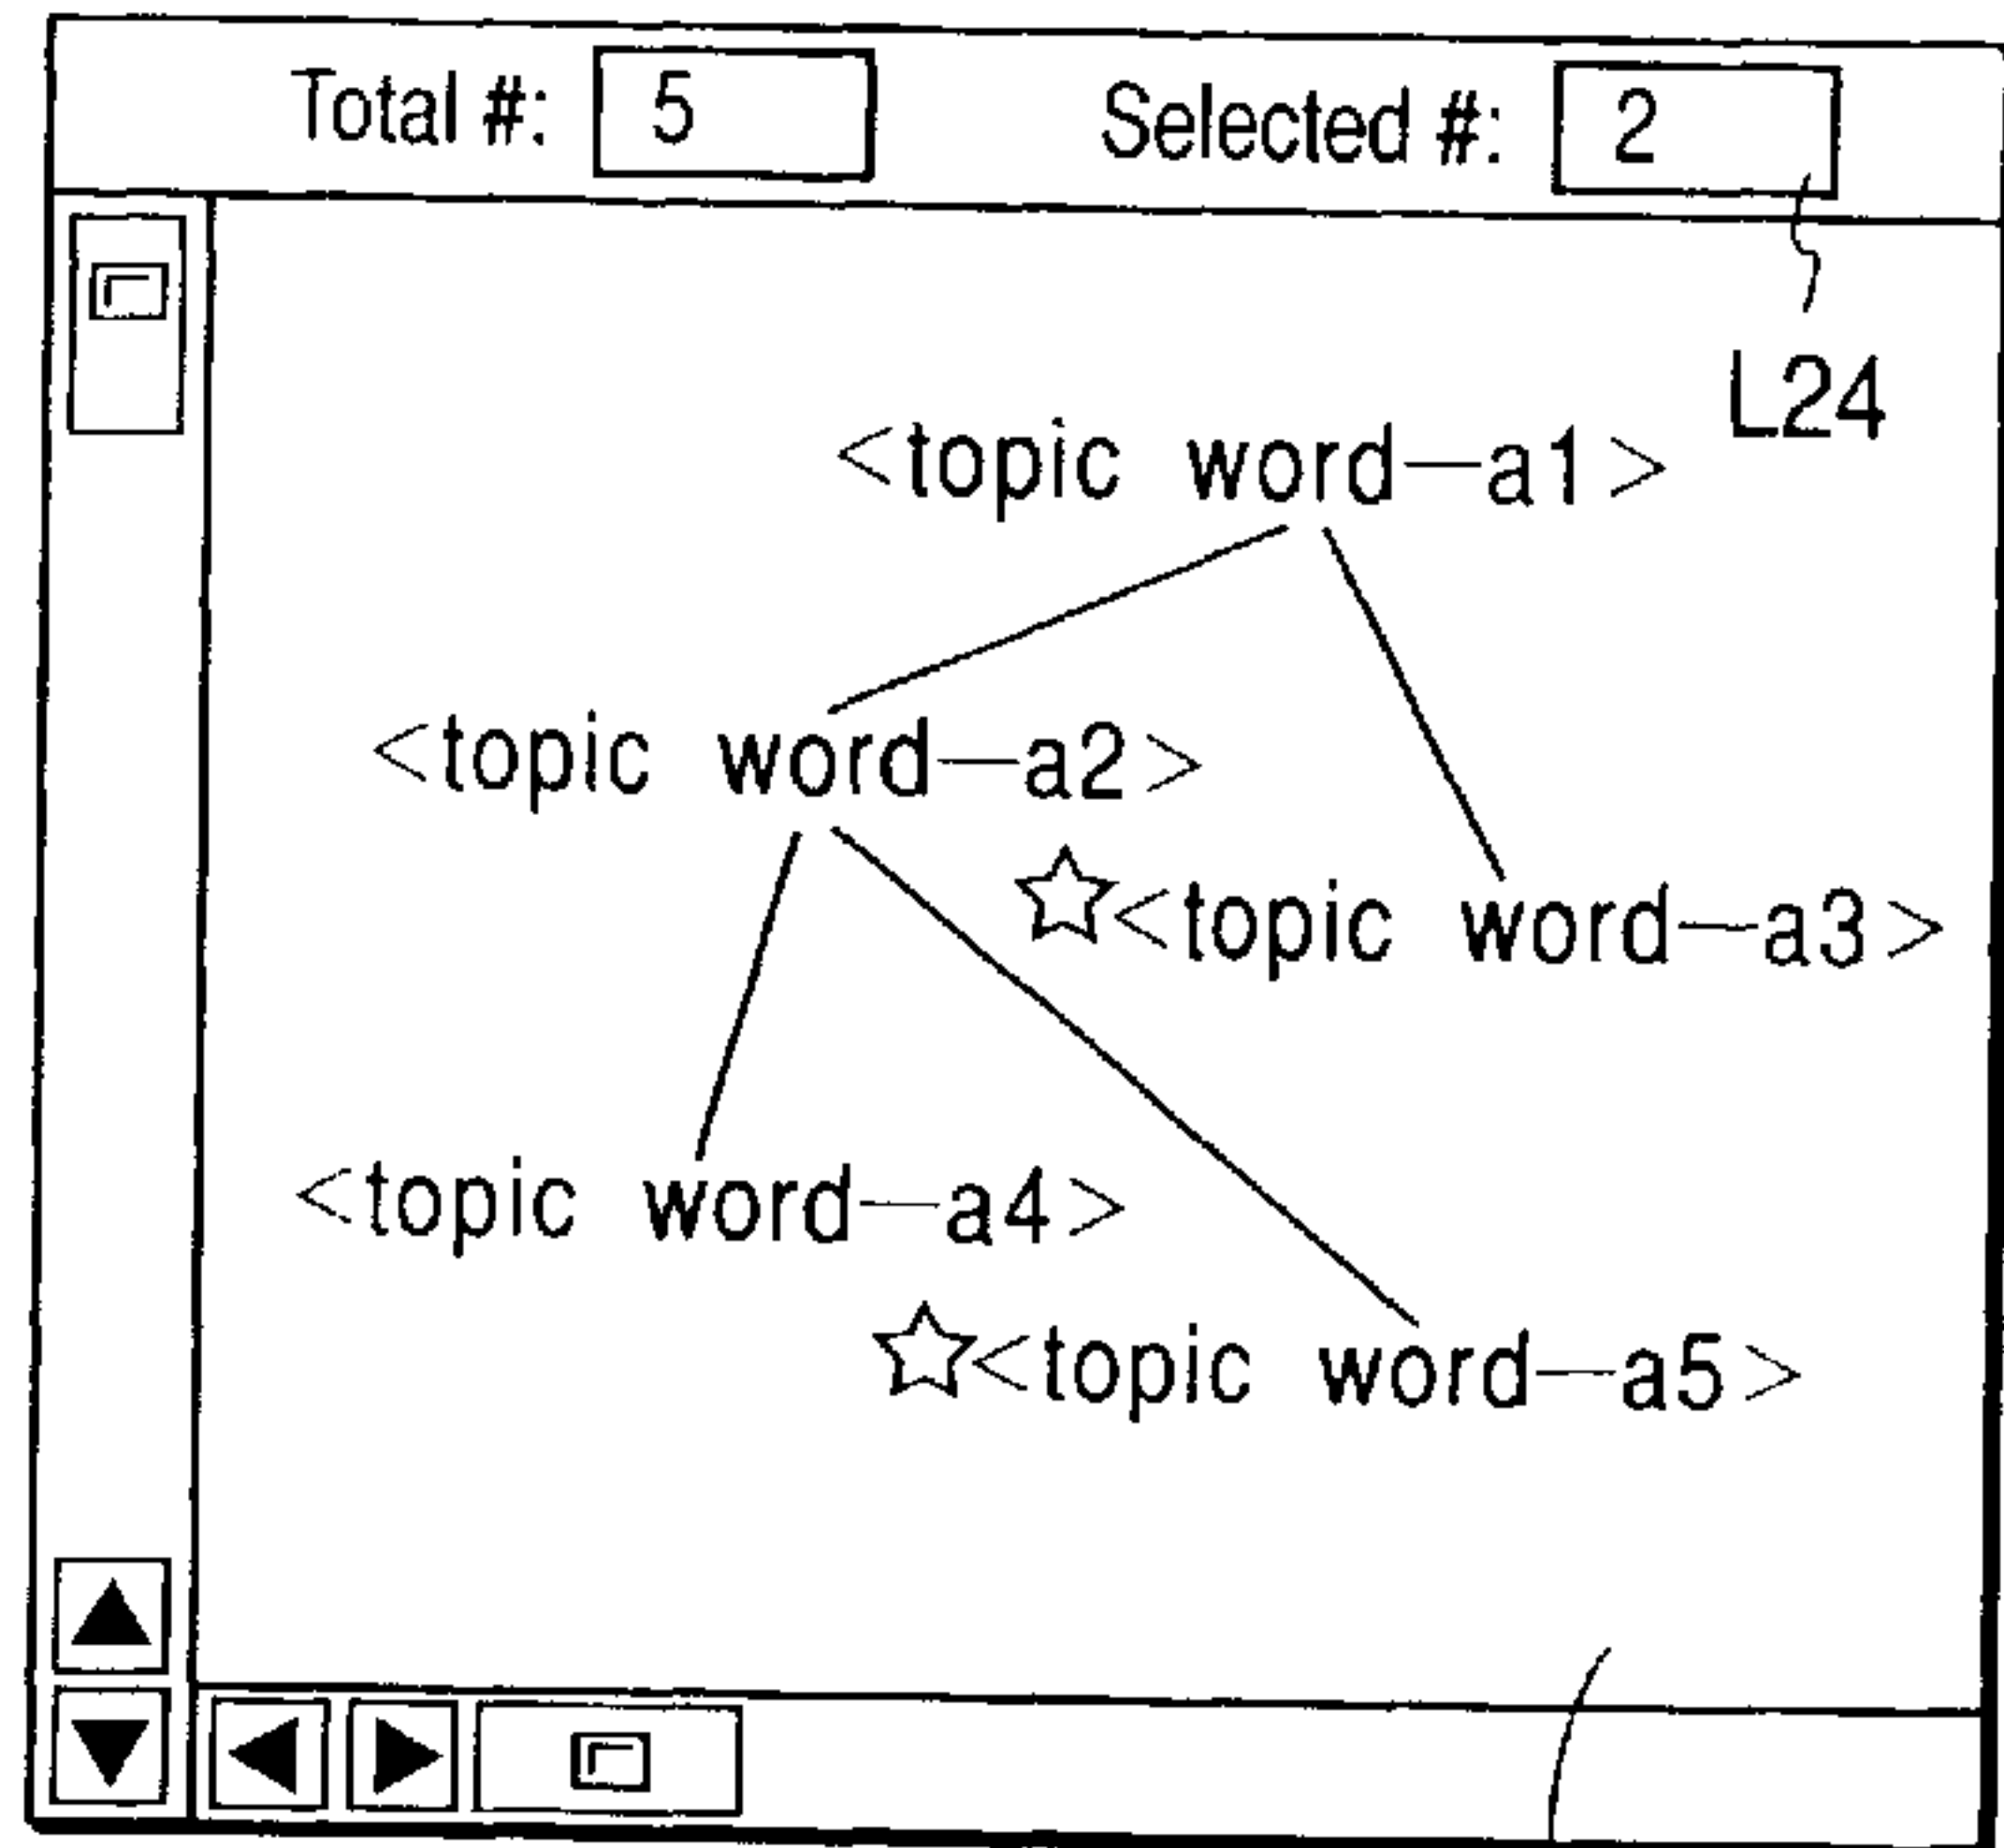 Total #: 5 Selected #: 2
L24
<topic word—a1>
<topic word—a2>
☆<topic word—a3>
<topic word—a4>
☆<topic word—a5>